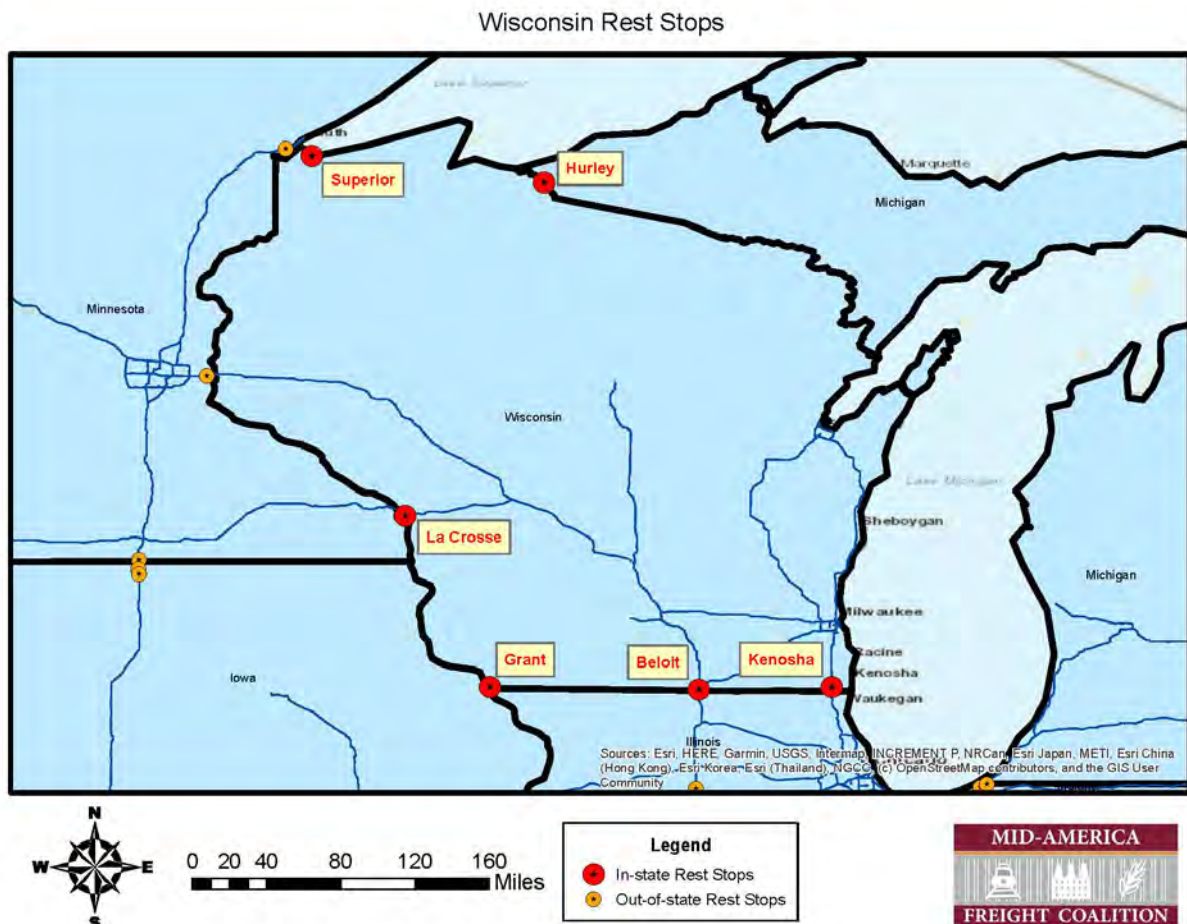 Wisconsin Rest Stops
Lake Superior
Superior
Hurley
Marquette
Michigan
Minnesota
Wisconsin
Lake Michigan
La Crosse
Sheboygan
Michigan
Milwaukee
Grant
Beloit
Kenosha
Racine
Kenosha
Waukegan
Iowa
Illinois
Sources: Esri, HERE, Garmin, USGS, Intermap, INCREMENT P, NRCan, Esri Japan, METI, Esri China
(Hong Kong), Esri Korea, Esri (Thailand), NGCC, (c) OpenStreetMap contributors, and the GIS User
Community
N
W E
S
0 20 40 80 120 160
Miles
Legend
In-state Rest Stops
Out-of-state Rest Stops
MID-AMERICA
FREIGHT COALITION